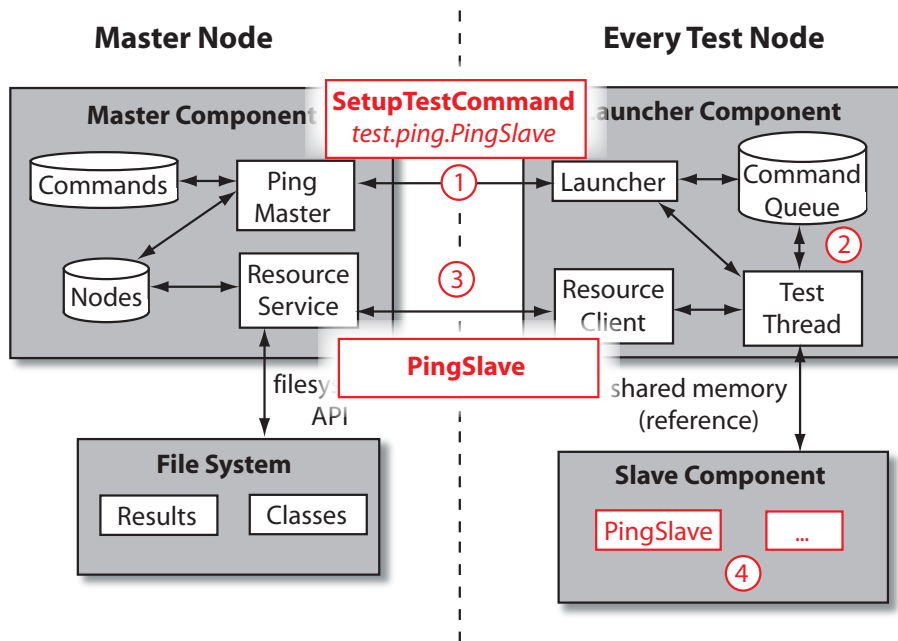 Master Node
Every Test Node
SetupTestCommand
test.ping.PingSlave
Master Component
Launcher Component
Commands
Ping
Master
1
Launcher
Command
Queue
2
Nodes
Resource
Service
3
Resource
Client
Test
Thread
PingSlave
filesys
API
shared memory
(reference)
File System
Results
Classes
Slave Component
PingSlave
...
4